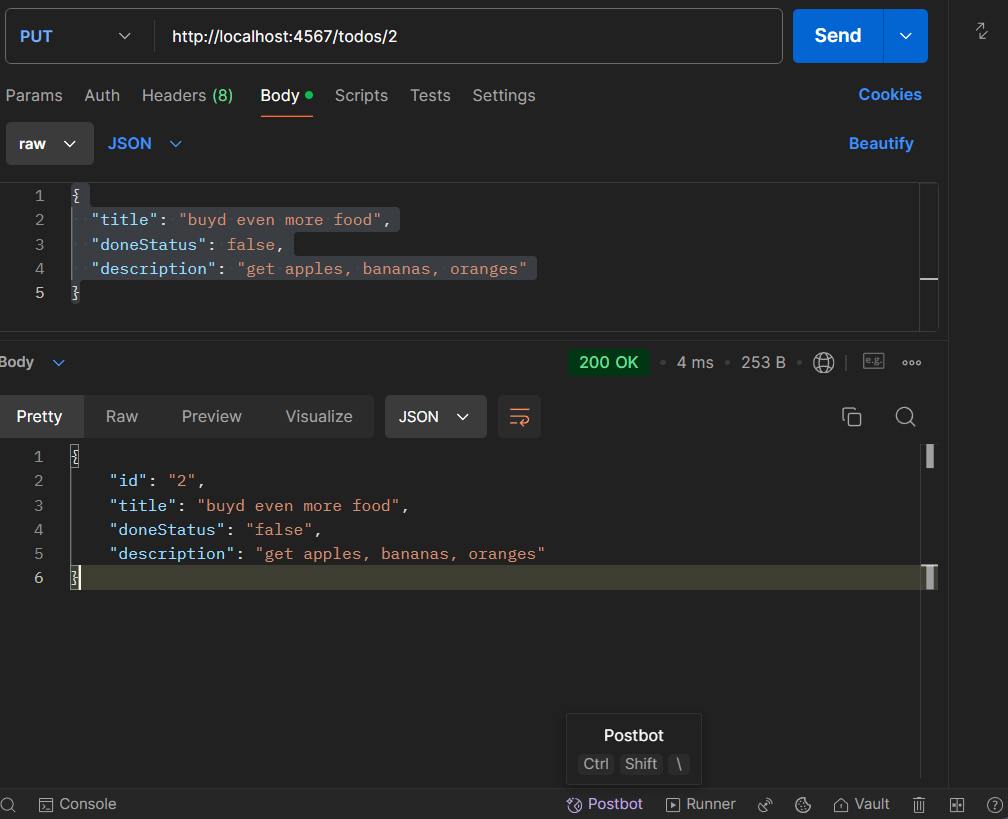 PUT http://localhost:4567/todos/2 Send
Params Auth Headers (8) Body Scripts Tests Settings Cookies
raw JSON Beautify
1 {
2 "title": "buyd even more food",
3 "doneStatus": false,
4 "description": "get apples, bananas, oranges"
5 }
Body 200 OK • 4 ms • 253 B • e.g.
Pretty Raw Preview Visualize JSON
1 {
2 "id": "2",
3 "title": "buyd even more food",
4 "doneStatus": "false",
5 "description": "get apples, bananas, oranges"
6 }
Postbot
Ctrl Shift \
Console Postbot Runner Vault